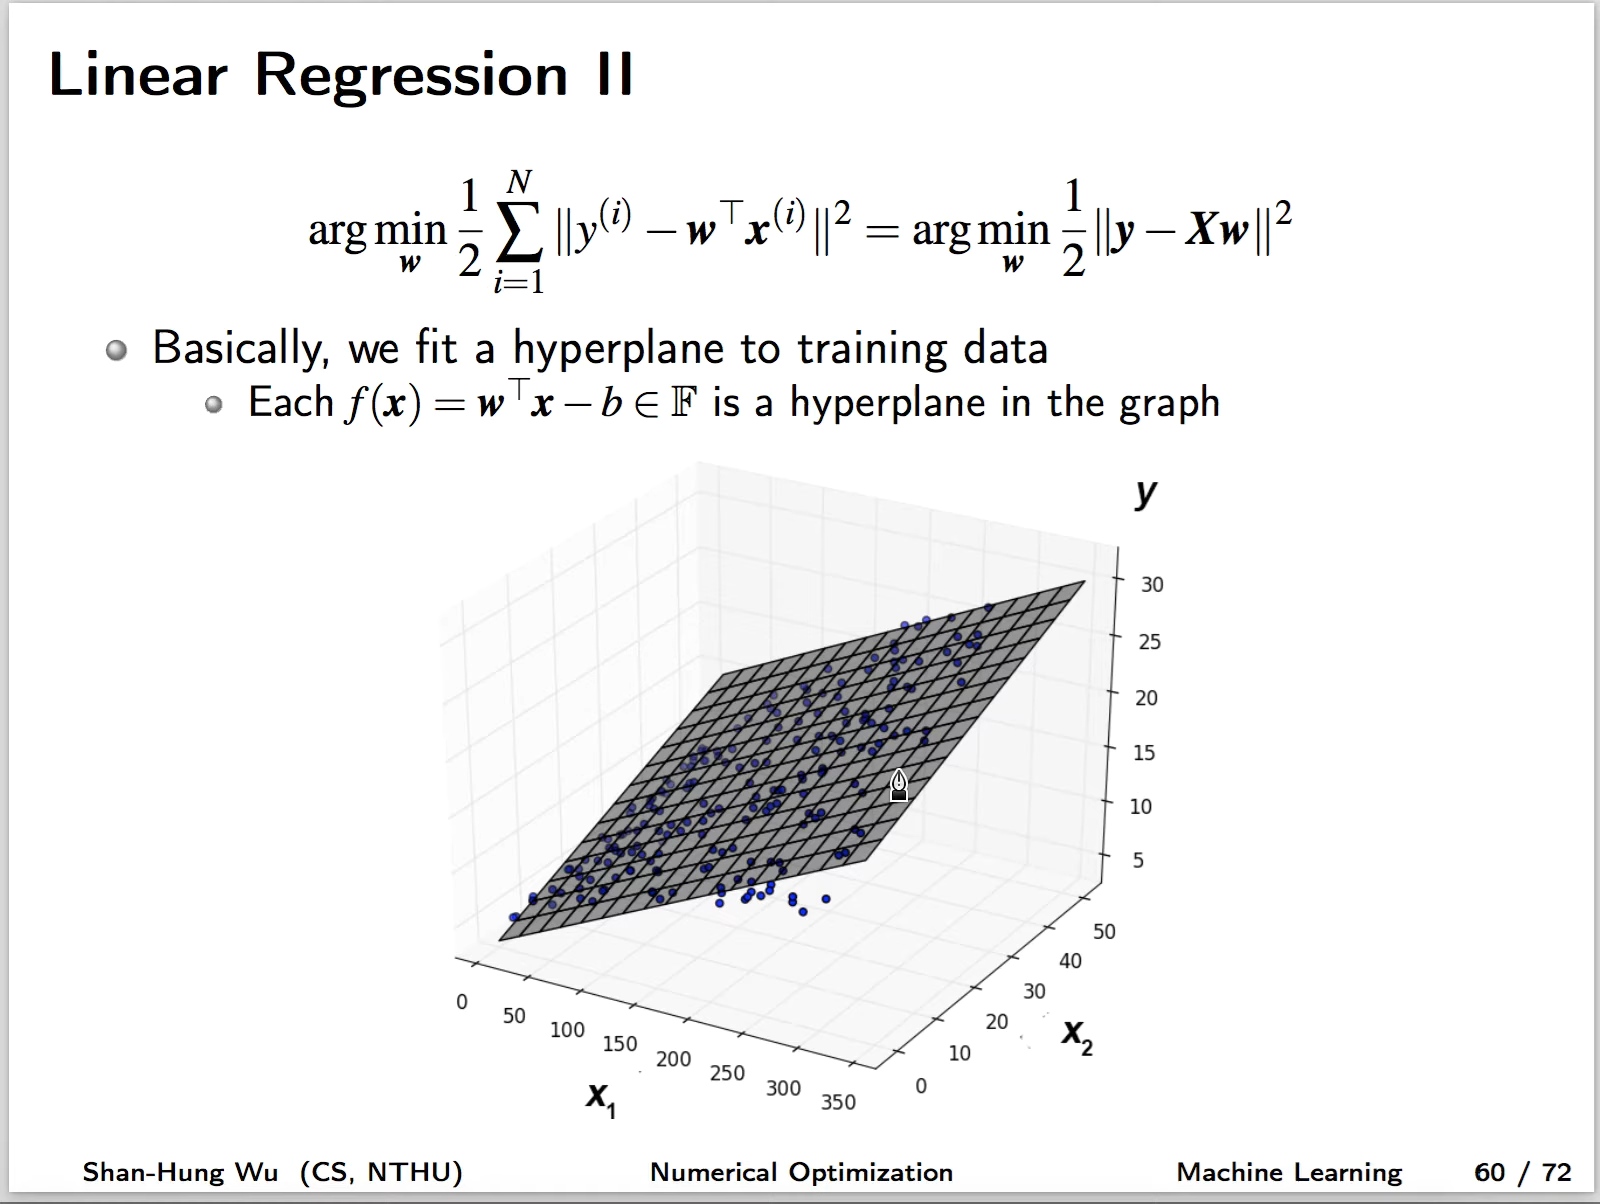 Linear Regression II
arg min_w 1/2 ∑_{i=1}^{N} ‖y^(i) − w^⊤x^(i)‖² = arg min_w 1/2 ‖y − Xw‖²
Basically, we fit a hyperplane to training data
Each f(x) = w^⊤x − b ∈ 𝔽 is a hyperplane in the graph
y
30
25
20
15
10
5
50
40
30
20
10
0
x₂
0
50
100
150
200
250
300
350
x₁
Shan-Hung Wu (CS, NTHU) Numerical Optimization Machine Learning 60 / 72